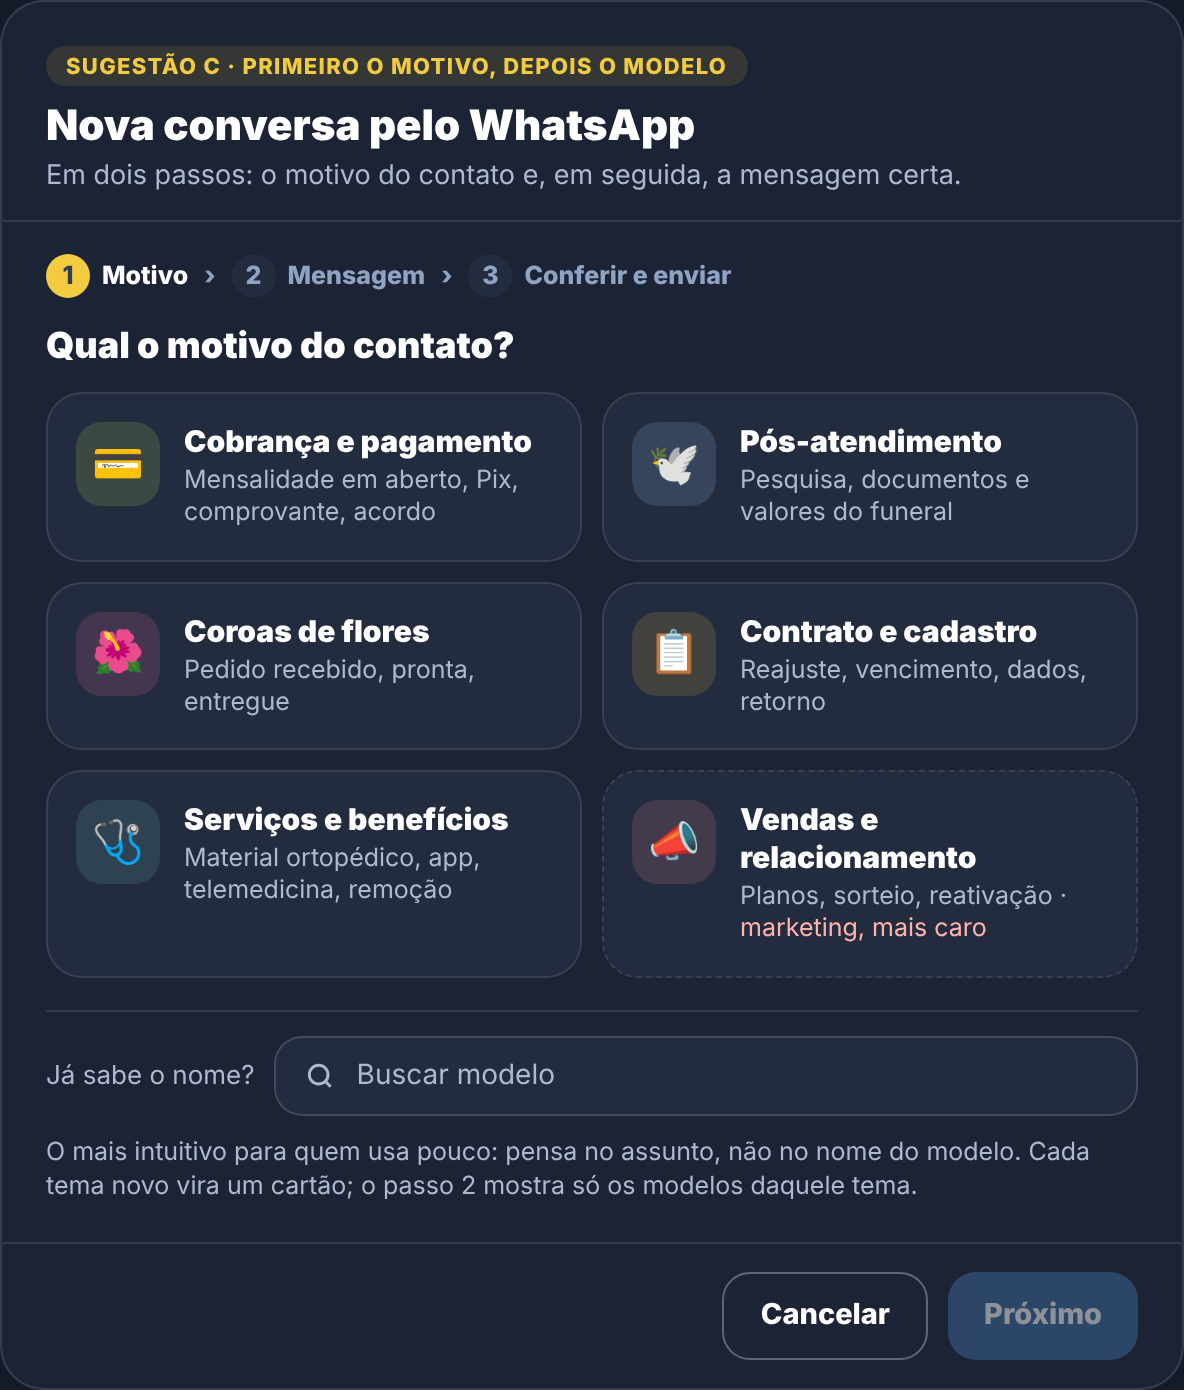 SUGESTÃO C · PRIMEIRO O MOTIVO, DEPOIS O MODELO
Nova conversa pelo WhatsApp
Em dois passos: o motivo do contato e, em seguida, a mensagem certa.
1 Motivo › 2 Mensagem › 3 Conferir e enviar
Qual o motivo do contato?
Cobrança e pagamento
Mensalidade em aberto, Pix,
comprovante, acordo
Pós-atendimento
Pesquisa, documentos e
valores do funeral
Coroas de flores
Pedido recebido, pronta,
entregue
Contrato e cadastro
Reajuste, vencimento, dados,
retorno
Serviços e benefícios
Material ortopédico, app,
telemedicina, remoção
Vendas e
relacionamento
Planos, sorteio, reativação ·
marketing, mais caro
Já sabe o nome?
Buscar modelo
O mais intuitivo para quem usa pouco: pensa no assunto, não no nome do modelo. Cada
tema novo vira um cartão; o passo 2 mostra só os modelos daquele tema.
Cancelar
Próximo